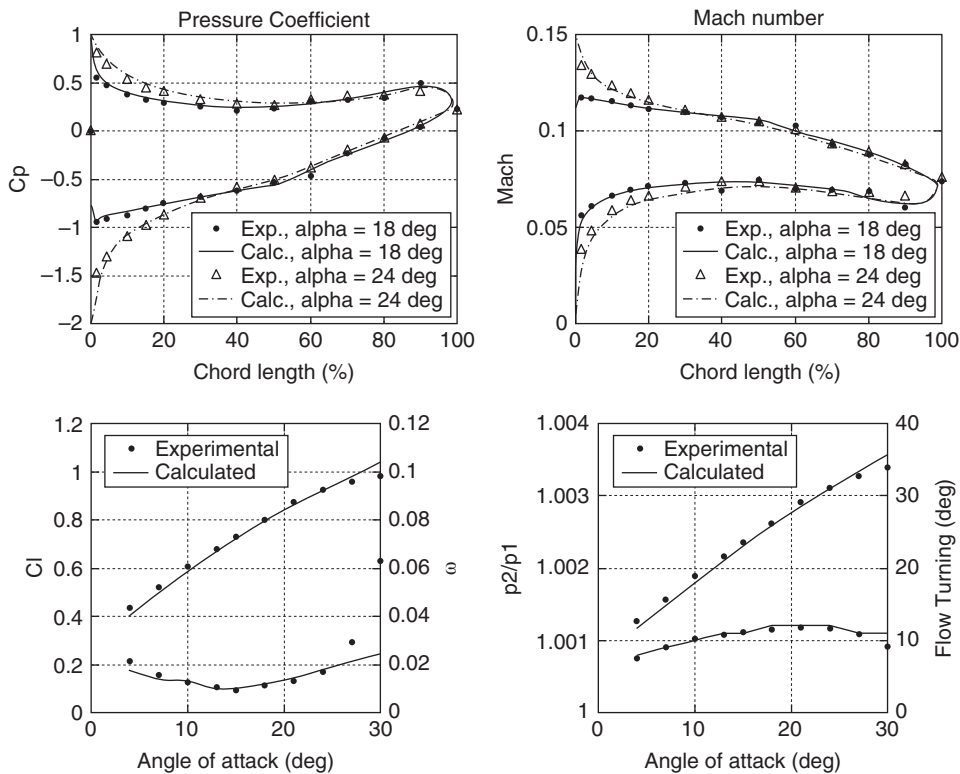 Pressure Coefficient
1
0.5
0
−0.5
−1
−1.5
−2
Cp
Exp., alpha = 18 deg
Calc., alpha = 18 deg
Exp., alpha = 24 deg
Calc., alpha = 24 deg
0 20 40 60 80 100
Chord length (%)
Mach number
0.15
0.1
0.05
0
Mach
Exp., alpha = 18 deg
Calc., alpha = 18 deg
Exp., alpha = 24 deg
Calc., alpha = 24 deg
0 20 40 60 80 100
Chord length (%)
1.2
1
0.8
0.6
0.4
0.2
0
Cl
Experimental
Calculated
0.12
0.1
0.08
0.06
0.04
0.02
0
ω
0 10 20 30
Angle of attack (deg)
1.004
1.003
1.002
1.001
1
p2/p1
Experimental
Calculated
40
30
20
10
0
Flow Turning (deg)
0 10 20 30
Angle of attack (deg)